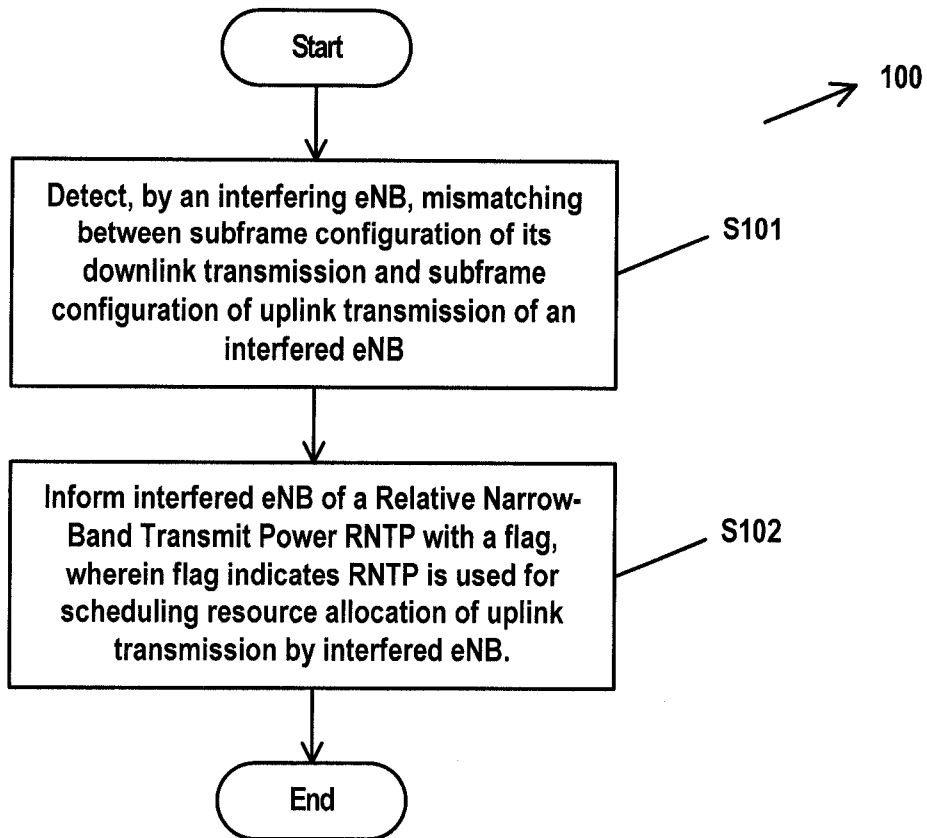 Start
100
Detect, by an interfering eNB, mismatching
between subframe configuration of its
downlink transmission and subframe
configuration of uplink transmission of an
interfered eNB
S101
Inform interfered eNB of a Relative Narrow-
Band Transmit Power RNTP with a flag,
wherein flag indicates RNTP is used for
scheduling resource allocation of uplink
transmission by interfered eNB.
S102
End